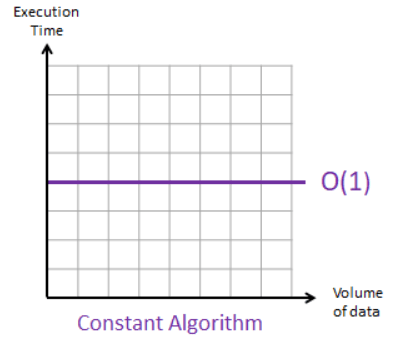 Execution
Time
O(1)
Volume
of data
Constant Algorithm